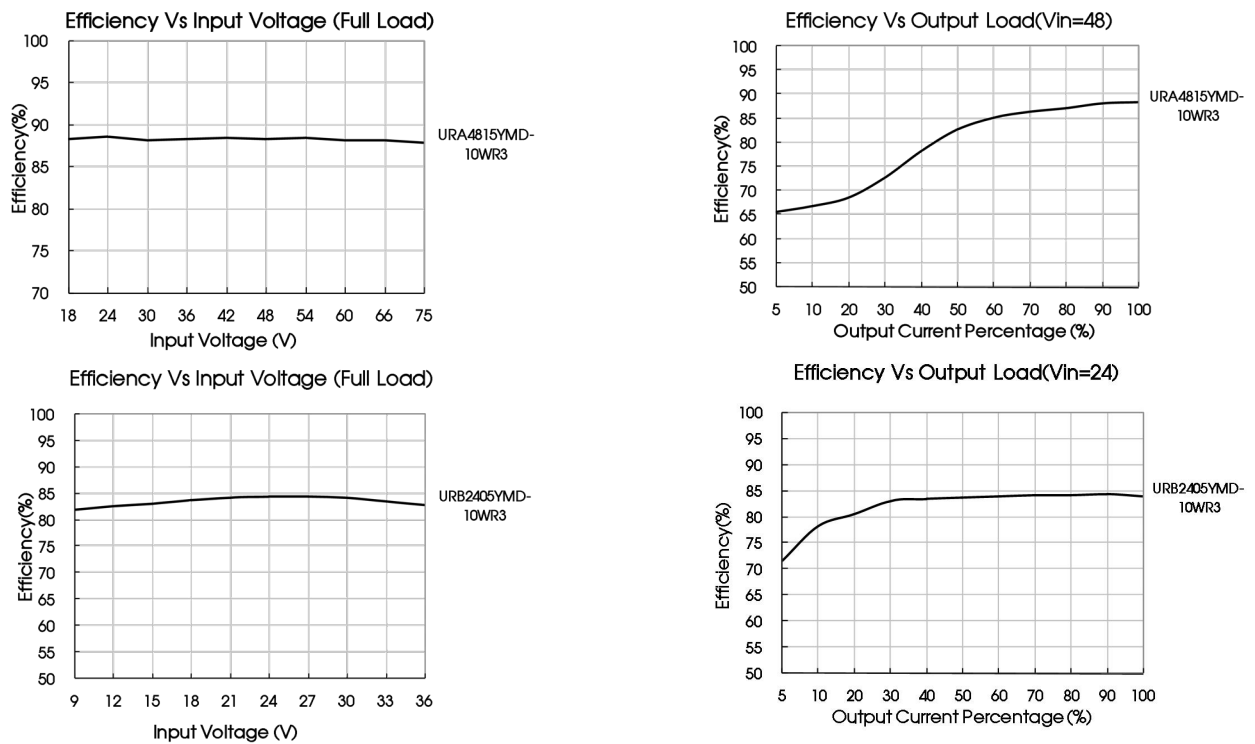 Efficiency Vs Input Voltage (Full Load)
100
95
90
85
80
75
70
Efficiency(%)
18 24 30 36 42 48 54 60 66 75
Input Voltage (V)
URA4815YMD-
10WR3
Efficiency Vs Output Load(Vin=48)
100
95
90
85
80
75
70
65
60
55
50
Efficiency(%)
5 10 20 30 40 50 60 70 80 90 100
Output Current Percentage (%)
URA4815YMD-
10WR3
Efficiency Vs Input Voltage (Full Load)
100
95
90
85
80
75
70
65
60
55
50
Efficiency(%)
9 12 15 18 21 24 27 30 33 36
Input Voltage (V)
URB2405YMD-
10WR3
Efficiency Vs Output Load(Vin=24)
100
95
90
85
80
75
70
65
60
55
50
Efficiency(%)
5 10 20 30 40 50 60 70 80 90 100
Output Current Percentage (%)
URB2405YMD-
10WR3